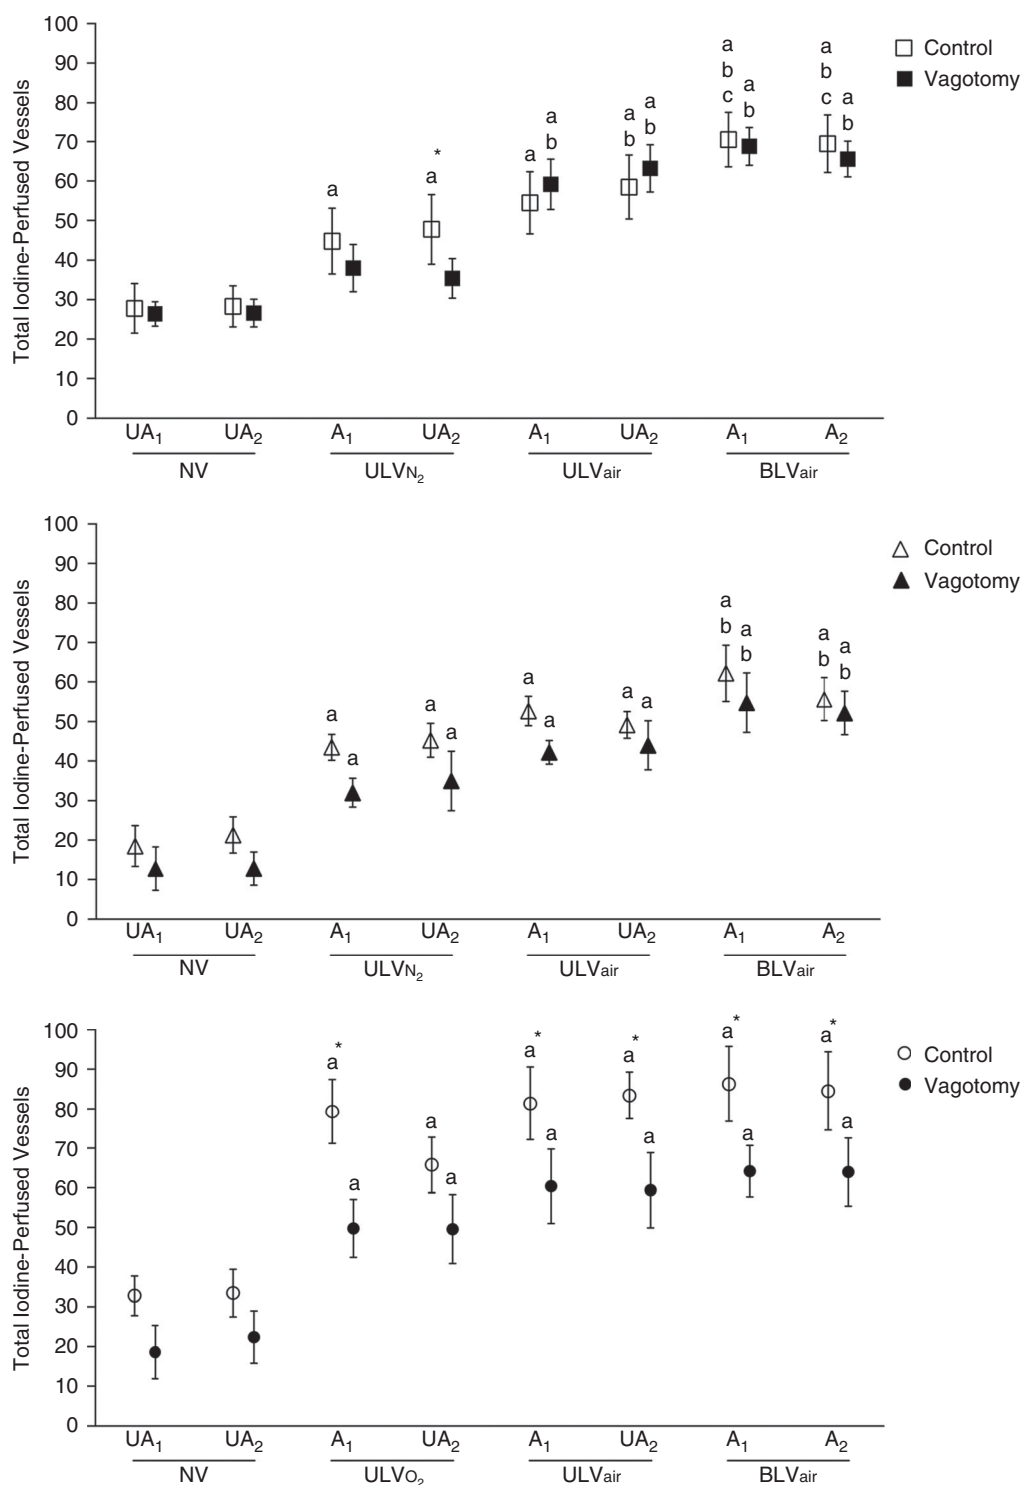 Total Iodine-Perfused Vessels
100
90
80
70
60
50
40
30
20
10
0
a a * a a b a b a b a b c a b a b c a b
Control
Vagotomy
UA1 UA2 A1 UA2 A1 UA2 A1 A2
NV ULVN2 ULVair BLVair
Total Iodine-Perfused Vessels
100
90
80
70
60
50
40
30
20
10
0
a a a a a a a a a b a b a b a b
Control
Vagotomy
UA1 UA2 A1 UA2 A1 UA2 A1 A2
NV ULVN2 ULVair BLVair
Total Iodine-Perfused Vessels
100
90
80
70
60
50
40
30
20
10
0
a * a a a a * a a * a a * a a * a
Control
Vagotomy
UA1 UA2 A1 UA2 A1 UA2 A1 A2
NV ULVO2 ULVair BLVair